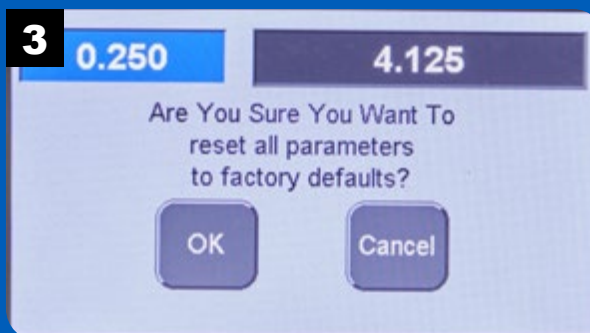 3
0.250 4.125
Are You Sure You Want To
reset all parameters
to factory defaults?
OK Cancel